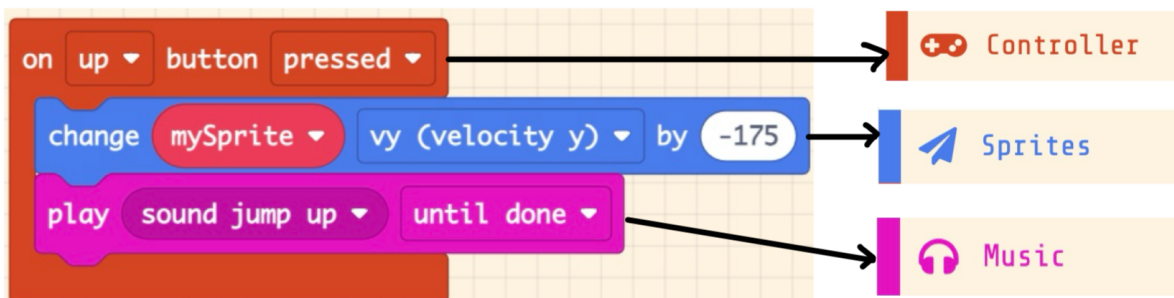 on up button pressed
Controller
change mySprite vy (velocity y) by -175
Sprites
play sound jump up until done
Music